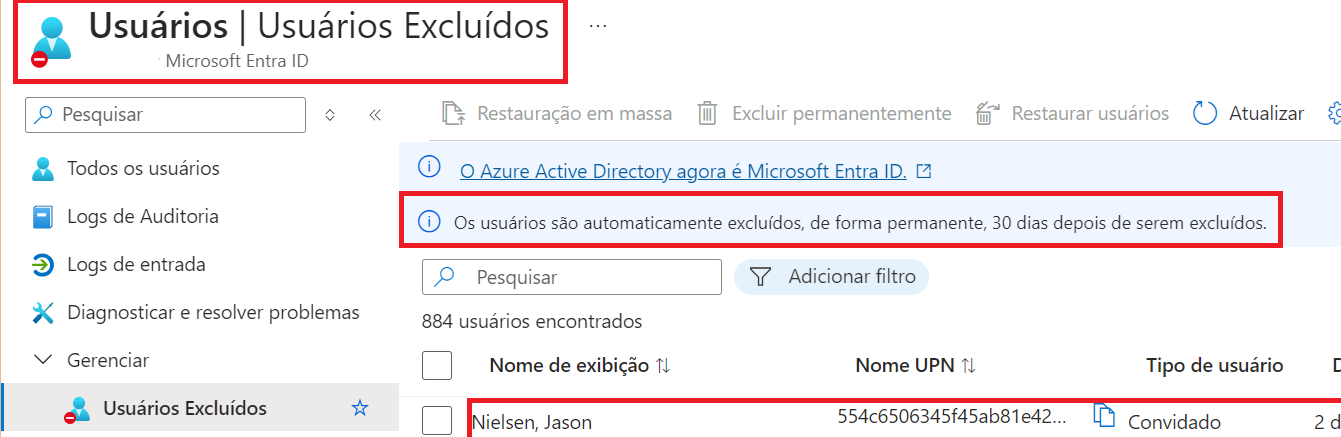 Usuários | Usuários Excluídos ...
Microsoft Entra ID
Pesquisar
Restauração em massa Excluir permanentemente Restaurar usuários Atualizar
Todos os usuários
Logs de Auditoria
Logs de entrada
Diagnosticar e resolver problemas
Gerenciar
Usuários Excluídos
O Azure Active Directory agora é Microsoft Entra ID.
Os usuários são automaticamente excluídos, de forma permanente, 30 dias depois de serem excluídos.
Pesquisar Adicionar filtro
884 usuários encontrados
Nome de exibição Nome UPN Tipo de usuário
Nielsen, Jason 554c6506345f45ab81e42... Convidado 2 d